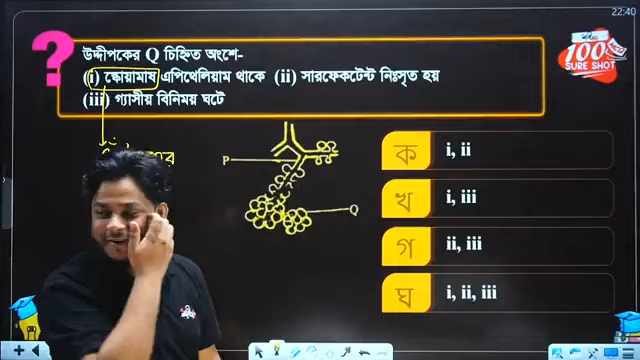 22:40
উদ্দীপকের Q চিহ্নিত অংশে-
(i) স্কোয়ামাষ এপিথেলিয়াম থাকে (ii) সারফেকটেন্ট নিঃসৃত হয়
(iii) গ্যাসীয় বিনিময় ঘটে
100
SURE SHOT
P
Q
ক i, ii
খ i, iii
গ ii, iii
ঘ i, ii, iii